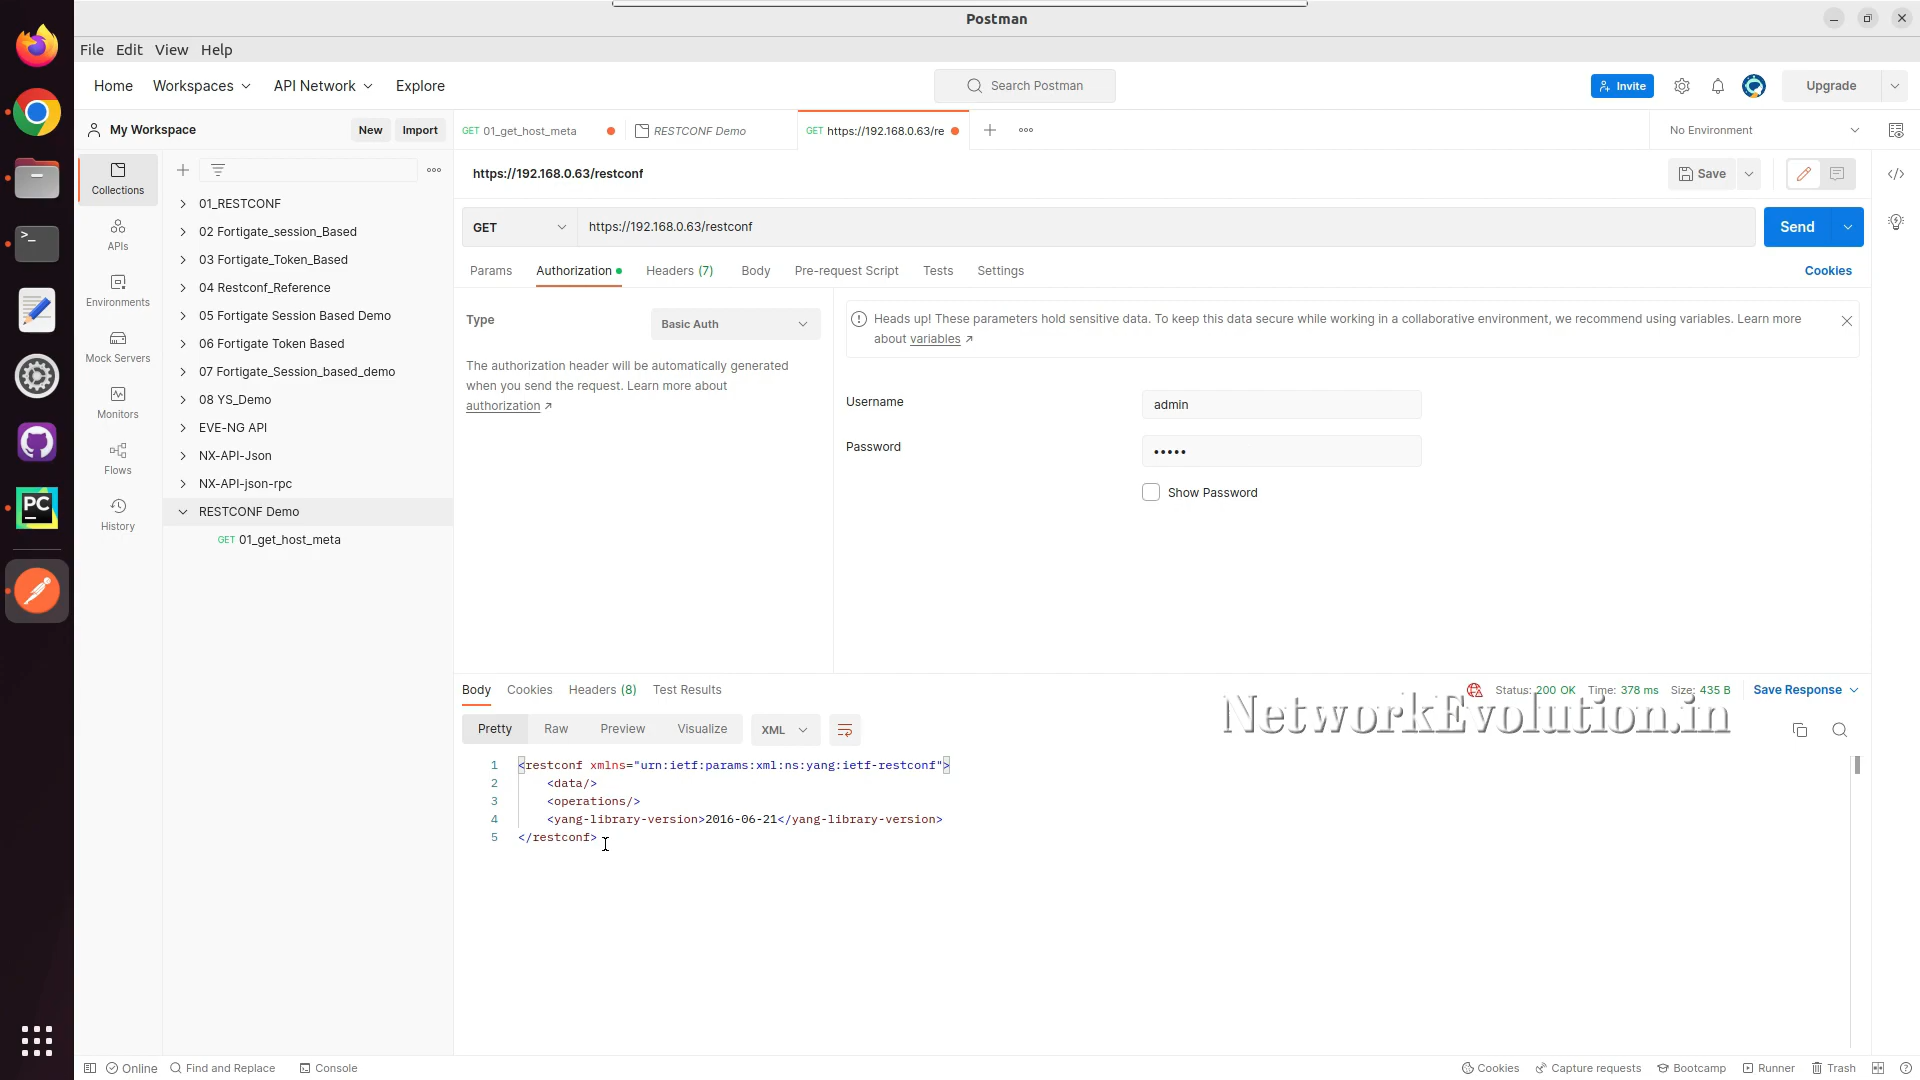 Postman
File Edit View Help
Home Workspaces API Network Explore
Search Postman
Invite
Upgrade
My Workspace
New
Import
GET 01_get_host_meta
RESTCONF Demo
GET https://192.168.0.63/re
No Environment
Collections
APIs
Environments
Mock Servers
Monitors
Flows
History
01_RESTCONF
02 Fortigate_session_Based
03 Fortigate_Token_Based
04 Restconf_Reference
05 Fortigate Session Based Demo
06 Fortigate Token Based
07 Fortigate_Session_based_demo
08 YS_Demo
EVE-NG API
NX-API-Json
NX-API-json-rpc
RESTCONF Demo
GET 01_get_host_meta
https://192.168.0.63/restconf
Save
GET
https://192.168.0.63/restconf
Send
Params Authorization Headers (7) Body Pre-request Script Tests Settings
Cookies
Type
Basic Auth
The authorization header will be automatically generated
when you send the request. Learn more about
authorization ↗
Heads up! These parameters hold sensitive data. To keep this data secure while working in a collaborative environment, we recommend using variables. Learn more
about variables ↗
Username
admin
Password
•••••
Show Password
Body Cookies Headers (8) Test Results
Status: 200 OK Time: 378 ms Size: 435 B
Save Response
NetworkEvolution.in
Pretty Raw Preview Visualize
XML
1 <restconf xmlns="urn:ietf:params:xml:ns:yang:ietf-restconf">
2 <data/>
3 <operations/>
4 <yang-library-version>2016-06-21</yang-library-version>
5 </restconf>
Online
Find and Replace
Console
Cookies
Capture requests
Bootcamp
Runner
Trash
PC